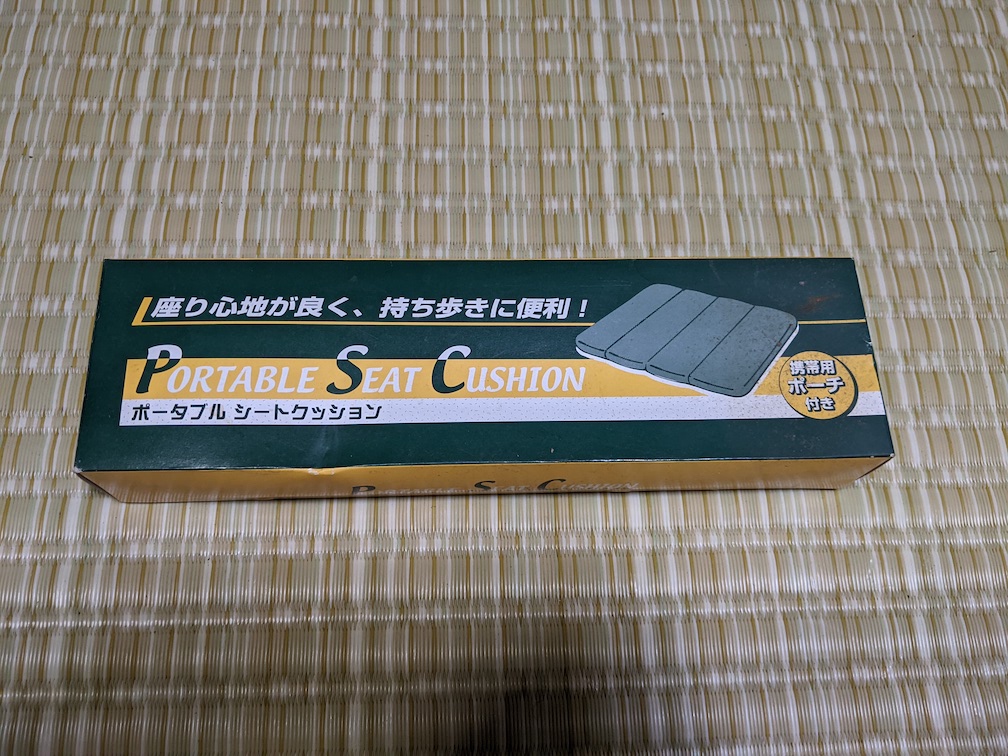 座り心地が良く、持ち歩きに便利！
PORTABLE SEAT CUSHION
ポータブル シートクッション
携帯用
ポーチ
付き
PORTABLE SEAT CUSHION